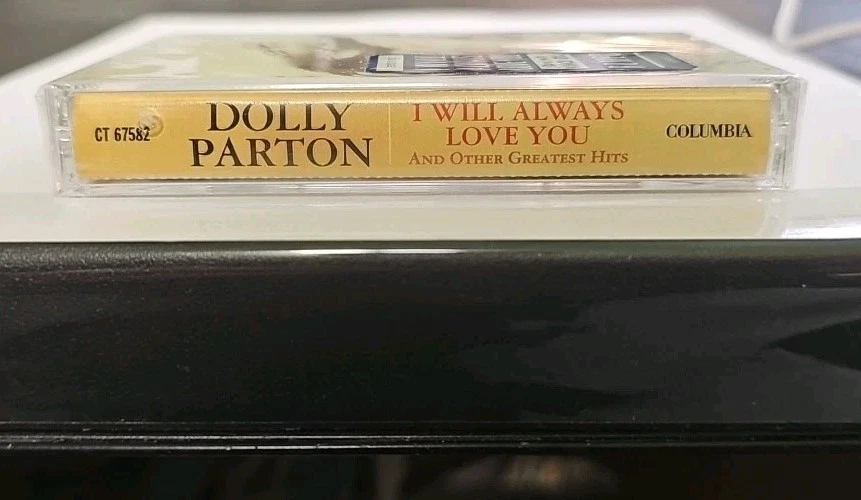 CT 67582
DOLLY
PARTON
I WILL ALWAYS
LOVE YOU
AND OTHER GREATEST HITS
COLUMBIA